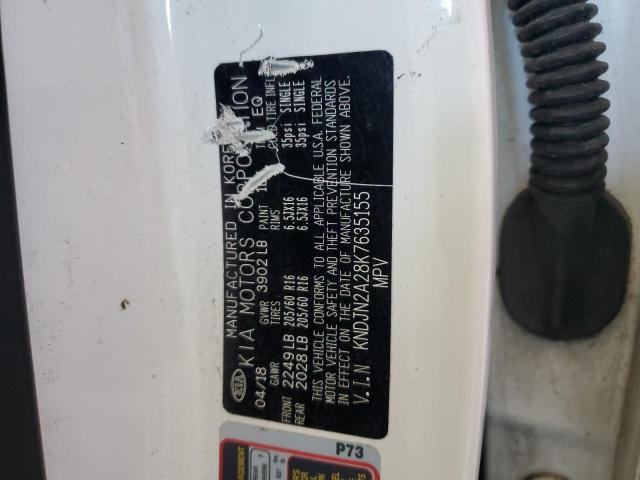 KIA
MANUFACTURED IN KOREA
KIA MOTORS CORPORATION
04/18 GVWR 3902LB PAINT EQ
GAWR TIRES RIMS COLD TIRE INFL
FRONT 2249LB 205/60 R16 6.5JX16 35psi SINGLE
REAR 2028LB 205/60 R16 6.5JX16 35psi SINGLE
THIS VEHICLE CONFORMS TO ALL APPLICABLE U.S.A. FEDERAL
MOTOR VEHICLE SAFETY AND THEFT PREVENTION STANDARDS
IN EFFECT ON THE DATE OF MANUFACTURE SHOWN ABOVE.
V.I.N KNDJN2A28K7635155
MPV
P73